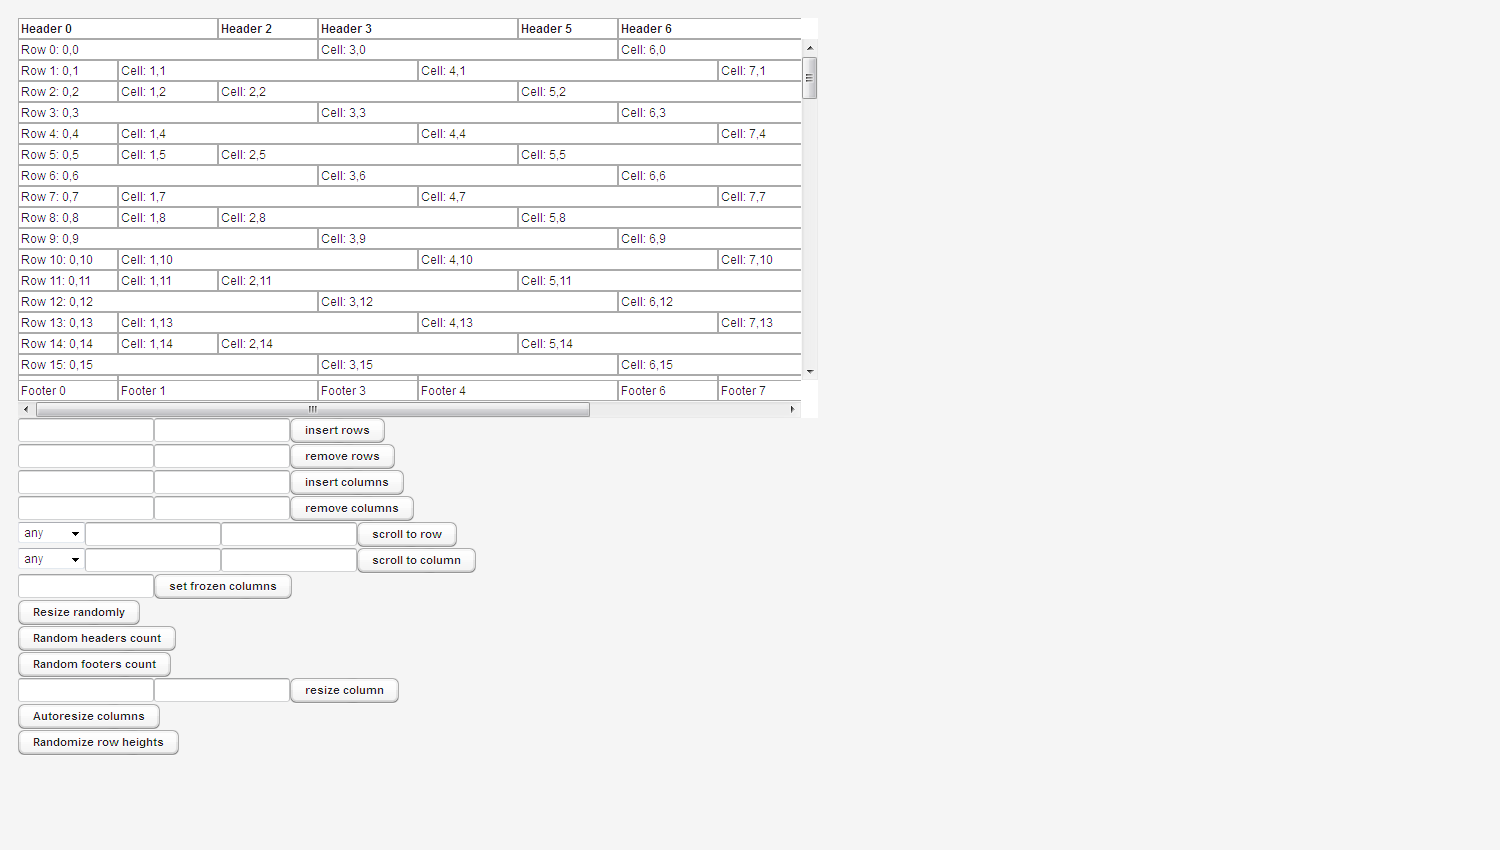 Header 0 Header 2 Header 3 Header 5 Header 6
Row 0: 0,0 Cell: 3,0 Cell: 6,0
Row 1: 0,1 Cell: 1,1 Cell: 4,1 Cell: 7,1
Row 2: 0,2 Cell: 1,2 Cell: 2,2 Cell: 5,2
Row 3: 0,3 Cell: 3,3 Cell: 6,3
Row 4: 0,4 Cell: 1,4 Cell: 4,4 Cell: 7,4
Row 5: 0,5 Cell: 1,5 Cell: 2,5 Cell: 5,5
Row 6: 0,6 Cell: 3,6 Cell: 6,6
Row 7: 0,7 Cell: 1,7 Cell: 4,7 Cell: 7,7
Row 8: 0,8 Cell: 1,8 Cell: 2,8 Cell: 5,8
Row 9: 0,9 Cell: 3,9 Cell: 6,9
Row 10: 0,10 Cell: 1,10 Cell: 4,10 Cell: 7,10
Row 11: 0,11 Cell: 1,11 Cell: 2,11 Cell: 5,11
Row 12: 0,12 Cell: 3,12 Cell: 6,12
Row 13: 0,13 Cell: 1,13 Cell: 4,13 Cell: 7,13
Row 14: 0,14 Cell: 1,14 Cell: 2,14 Cell: 5,14
Row 15: 0,15 Cell: 3,15 Cell: 6,15
Footer 0 Footer 1 Footer 3 Footer 4 Footer 6 Footer 7
insert rows
remove rows
insert columns
remove columns
any scroll to row
any scroll to column
set frozen columns
Resize randomly
Random headers count
Random footers count
resize column
Autoresize columns
Randomize row heights